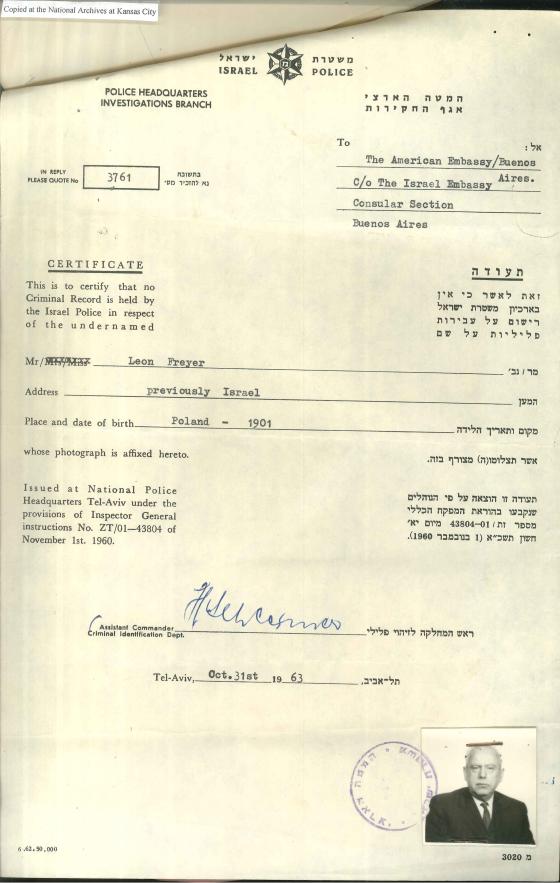 Copied at the National Archives at Kansas City
ישראל
משטרת
ISRAEL
POLICE
POLICE HEADQUARTERS
INVESTIGATIONS BRANCH
המטה הארצי
אגף החקירות
To
אל:
The American Embassy/Buenos
Aires.
C/o The Israel Embassy
Consular Section
Buenos Aires
IN REPLY
PLEASE QUOTE No
3761
בתשובה
נא להזכיר מס'
CERTIFICATE
This is to certify that no
Criminal Record is held by
the Israel Police in respect
of the undernamed
תעודה
זאת לאשר כי אין
בארכיון משטרת ישראל
רישום על עבירות
פליליות על שם
Mr/Mrs/Miss Leon Freyer מר/גב'
Address previously Israel המען
Place and date of birth Poland - 1901 מקום ותאריך הלידה
whose photograph is affixed hereto.
אשר תצלומו(ה) מצורף בזה.
Issued at National Police
Headquarters Tel-Aviv under the
provisions of Inspector General
instructions No. ZT/01—43804 of
November 1st. 1960.
תעודה זו הוצאה על פי הנוהלים
שנקבעו בהוראת המפקח הכללי
מספר זת/43804-01 מיום יא'
חשון תשכ"א (1 בנובמבר 1960).
Assistant Commander
Criminal Identification Dept.
ראש המחלקה לזיהוי פלילי
Tel-Aviv, Oct.31st 1963 תל-אביב,
6.62.50,000
מ 3020